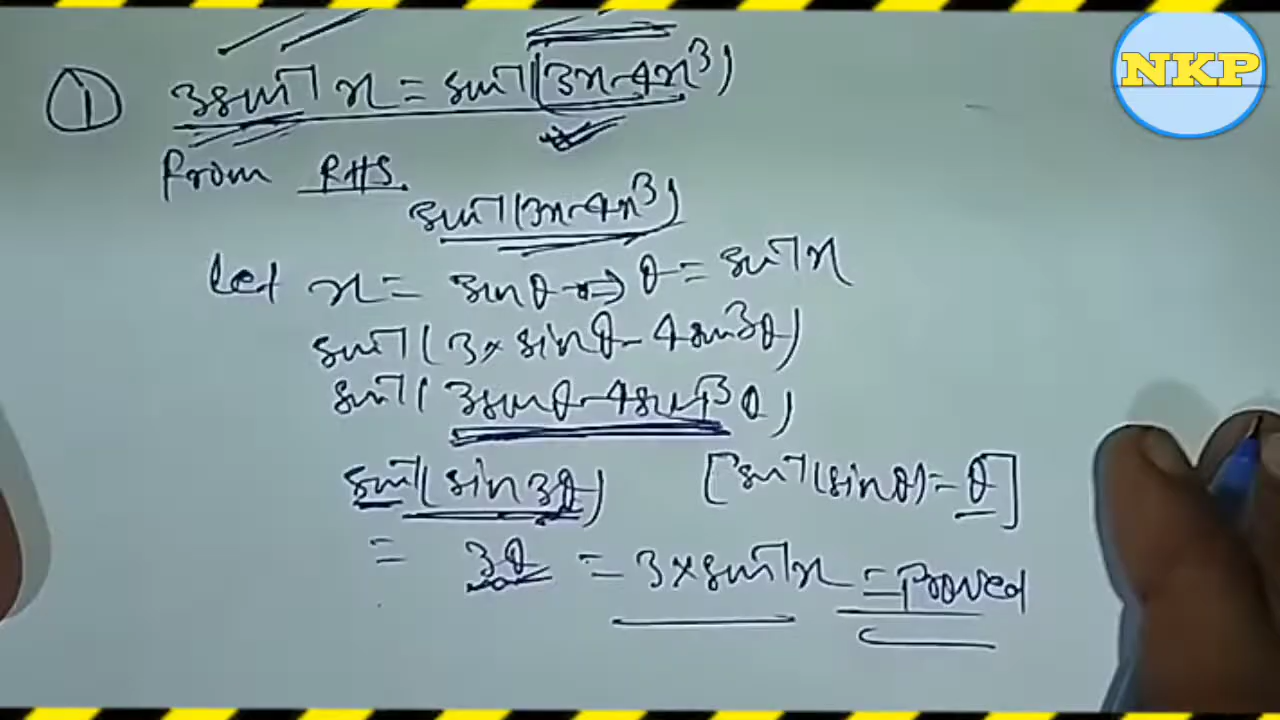 NKP
① 3sin⁻¹x = sin⁻¹(3x-4x³)
From RHS.
sin⁻¹(3x-4x³)
Let x = sinθ => θ = sin⁻¹x
sin⁻¹(3×sinθ-4sin³θ)
sin⁻¹(3sinθ-4sin³θ)
sin⁻¹(sin3θ) [sin⁻¹(sinθ)=θ]
= 3θ = 3×sin⁻¹x = Proved